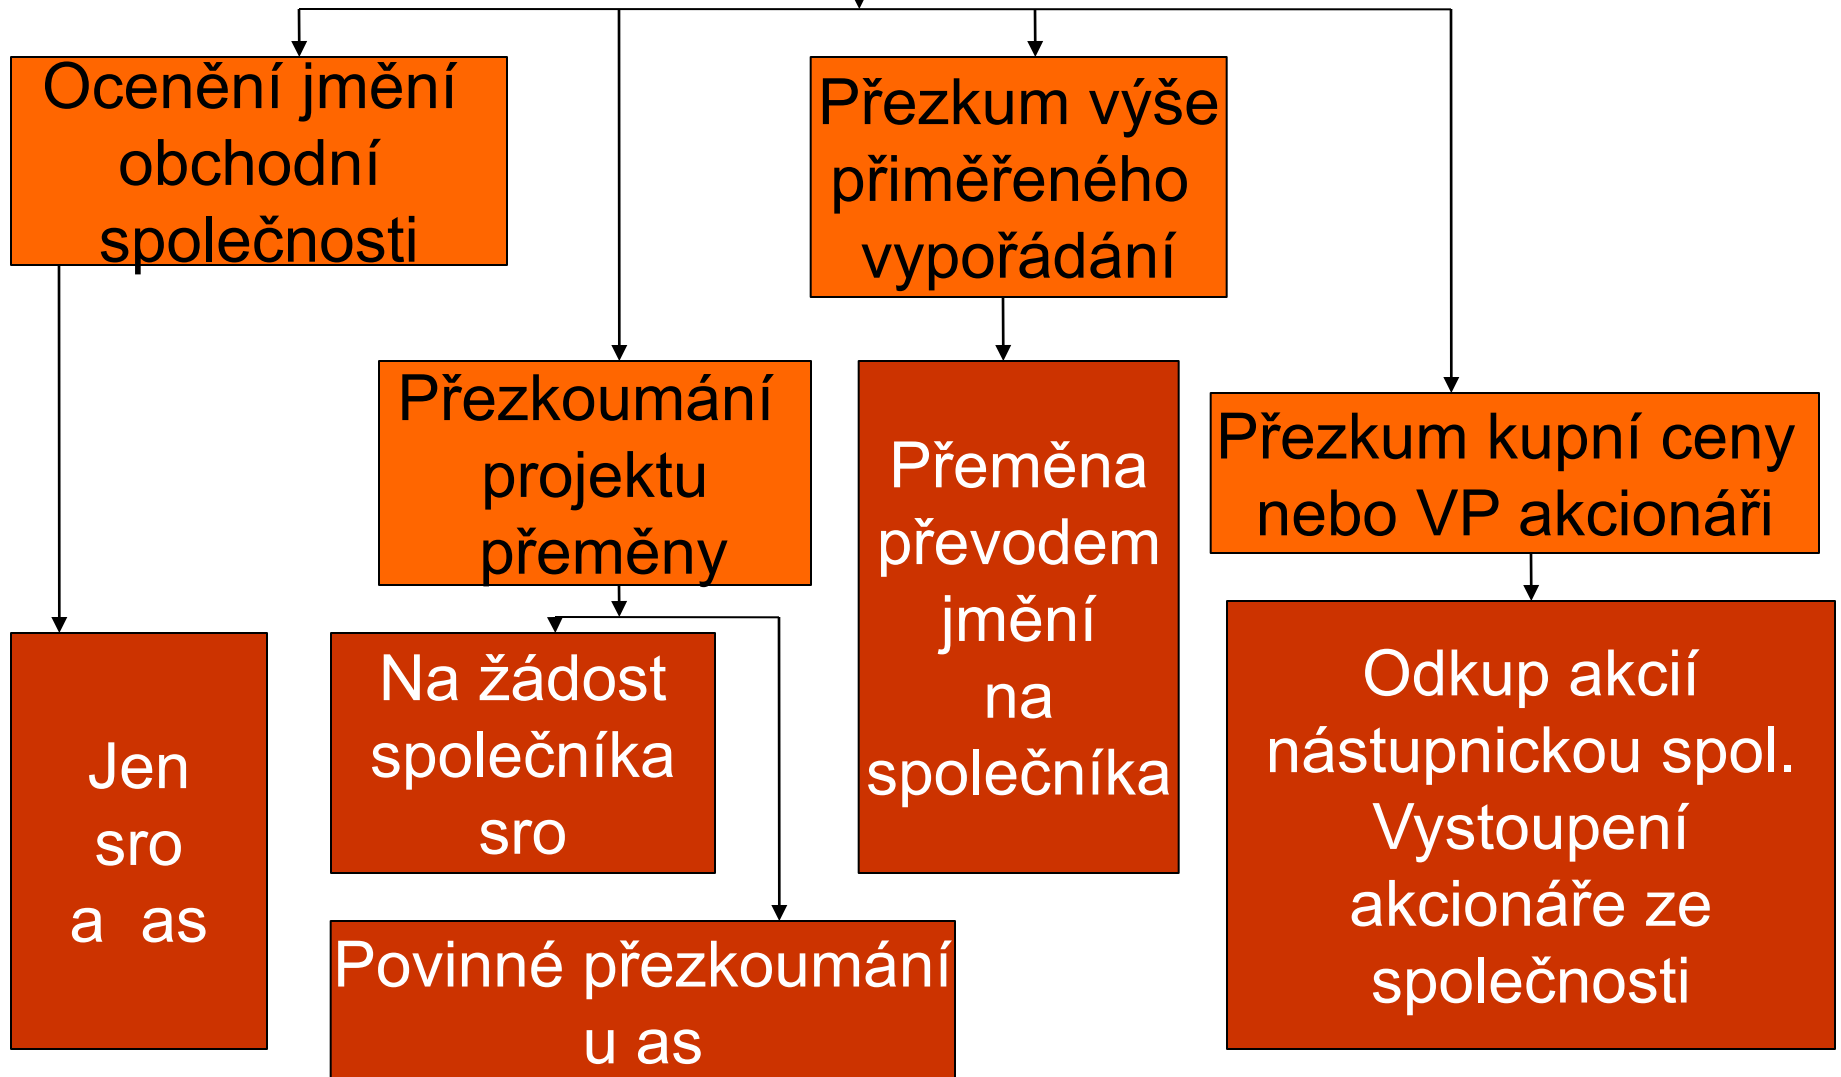 Ocenění jmění
obchodní
společnosti
Přezkum výše
přiměřeného
vypořádání
Přezkoumání
projektu
přeměny
Přeměna
převodem
jmění
na
společníka
Přezkum kupní ceny
nebo VP akcionáři
Jen
sro
a as
Na žádost
společníka
sro
Povinné přezkoumání
u as
Odkup akcií
nástupnickou spol.
Vystoupení
akcionáře ze
společnosti